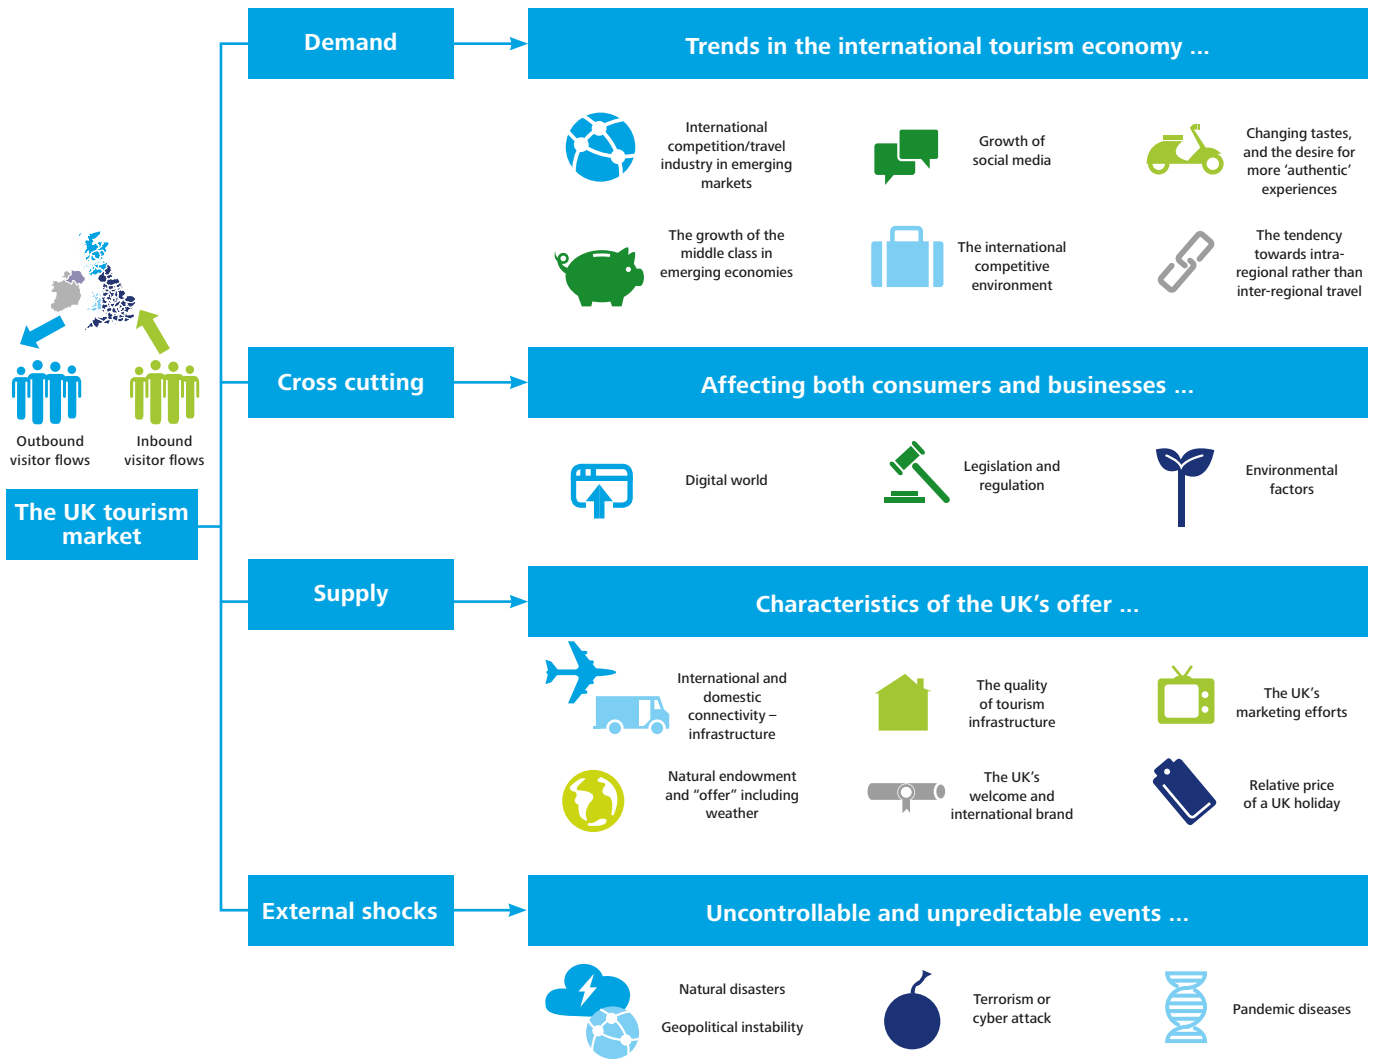 Demand
Trends in the international tourism economy ...
International
competition/travel
industry in emerging
markets
Growth of
social media
Changing tastes,
and the desire for
more ‘authentic’
experiences
The growth of the
middle class in
emerging economies
The international
competitive
environment
The tendency
towards intra-
regional rather than
inter-regional travel
Outbound
visitor flows
Inbound
visitor flows
The UK tourism
market
Cross cutting
Affecting both consumers and businesses ...
Digital world
Legislation and
regulation
Environmental
factors
Supply
Characteristics of the UK’s offer ...
International and
domestic
connectivity –
infrastructure
The quality
of tourism
infrastructure
The UK’s
marketing efforts
Natural endowment
and “offer” including
weather
The UK’s
welcome and
international brand
Relative price
of a UK holiday
External shocks
Uncontrollable and unpredictable events ...
Natural disasters
Geopolitical instability
Terrorism or
cyber attack
Pandemic diseases